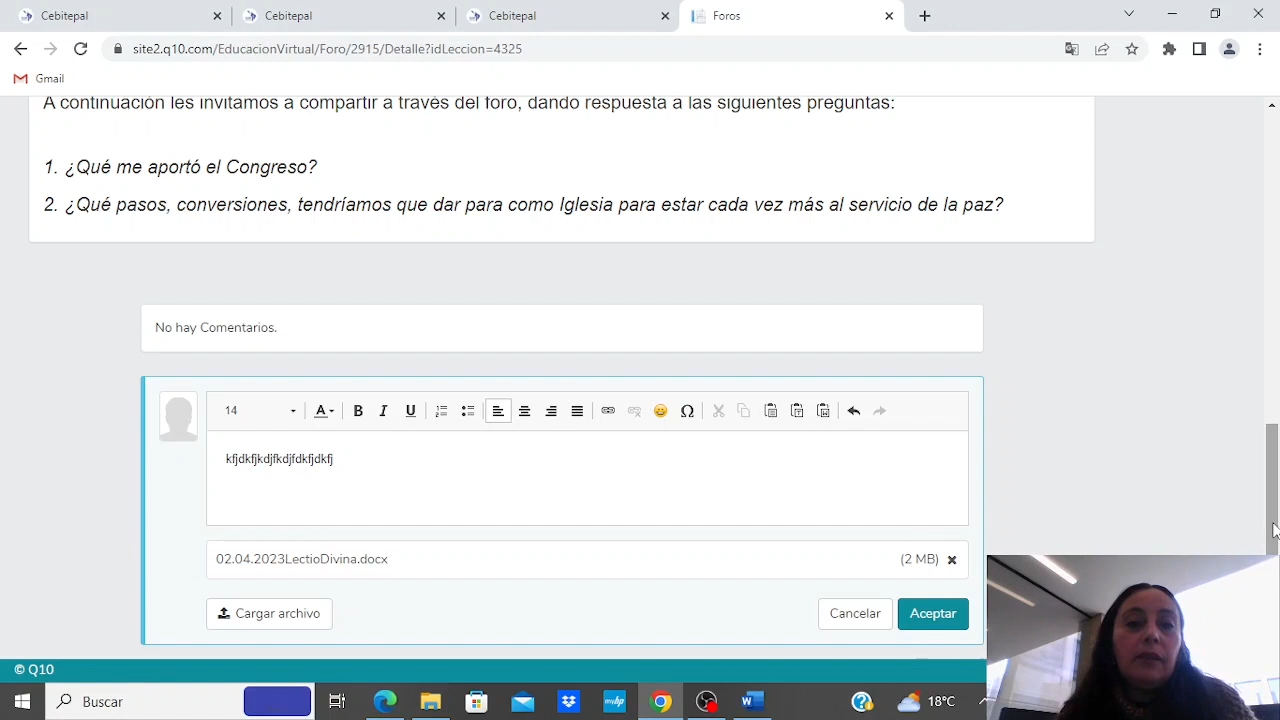 Cebitepal
Cebitepal
Cebitepal
Foros
site2.q10.com/EducacionVirtual/Foro/2915/Detalle?idLeccion=4325
Gmail
A continuación les invitamos a compartir a través del foro, dando respuesta a las siguientes preguntas:
1. ¿Qué me aportó el Congreso?
2. ¿Qué pasos, conversiones, tendríamos que dar para como Iglesia para estar cada vez más al servicio de la paz?
No hay Comentarios.
14
kfjdkfjkdjfkdjfdkfjdkfj
02.04.2023LectioDivina.docx (2 MB)
Cargar archivo Cancelar Aceptar
© Q10
Buscar
18°C